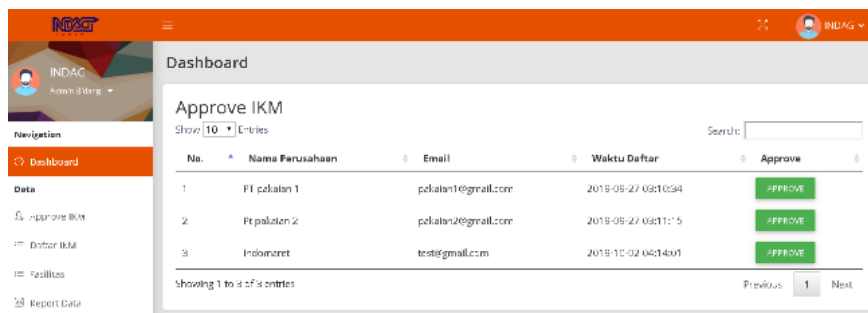 INDAG
INDAG
INDAG
Admin Bidang
Navigation
Dashboard
Data
Approve IKM
Daftar IKM
Fasilitas
Report Data
Dashboard
Approve IKM
Show 10 Entries
Search:
No. Nama Perusahaan Email Waktu Daftar Approve
1 PT pakaian 1 pakaian1@gmail.com 2019-09-27 03:10:34 APPROVE
2 Pt pakaian 2 pakaian2@gmail.com 2019-09-27 03:11:15 APPROVE
3 Indomaret test@gmail.com 2019-10-02 04:14:01 APPROVE
Showing 1 to 3 of 3 entries
Previous 1 Next